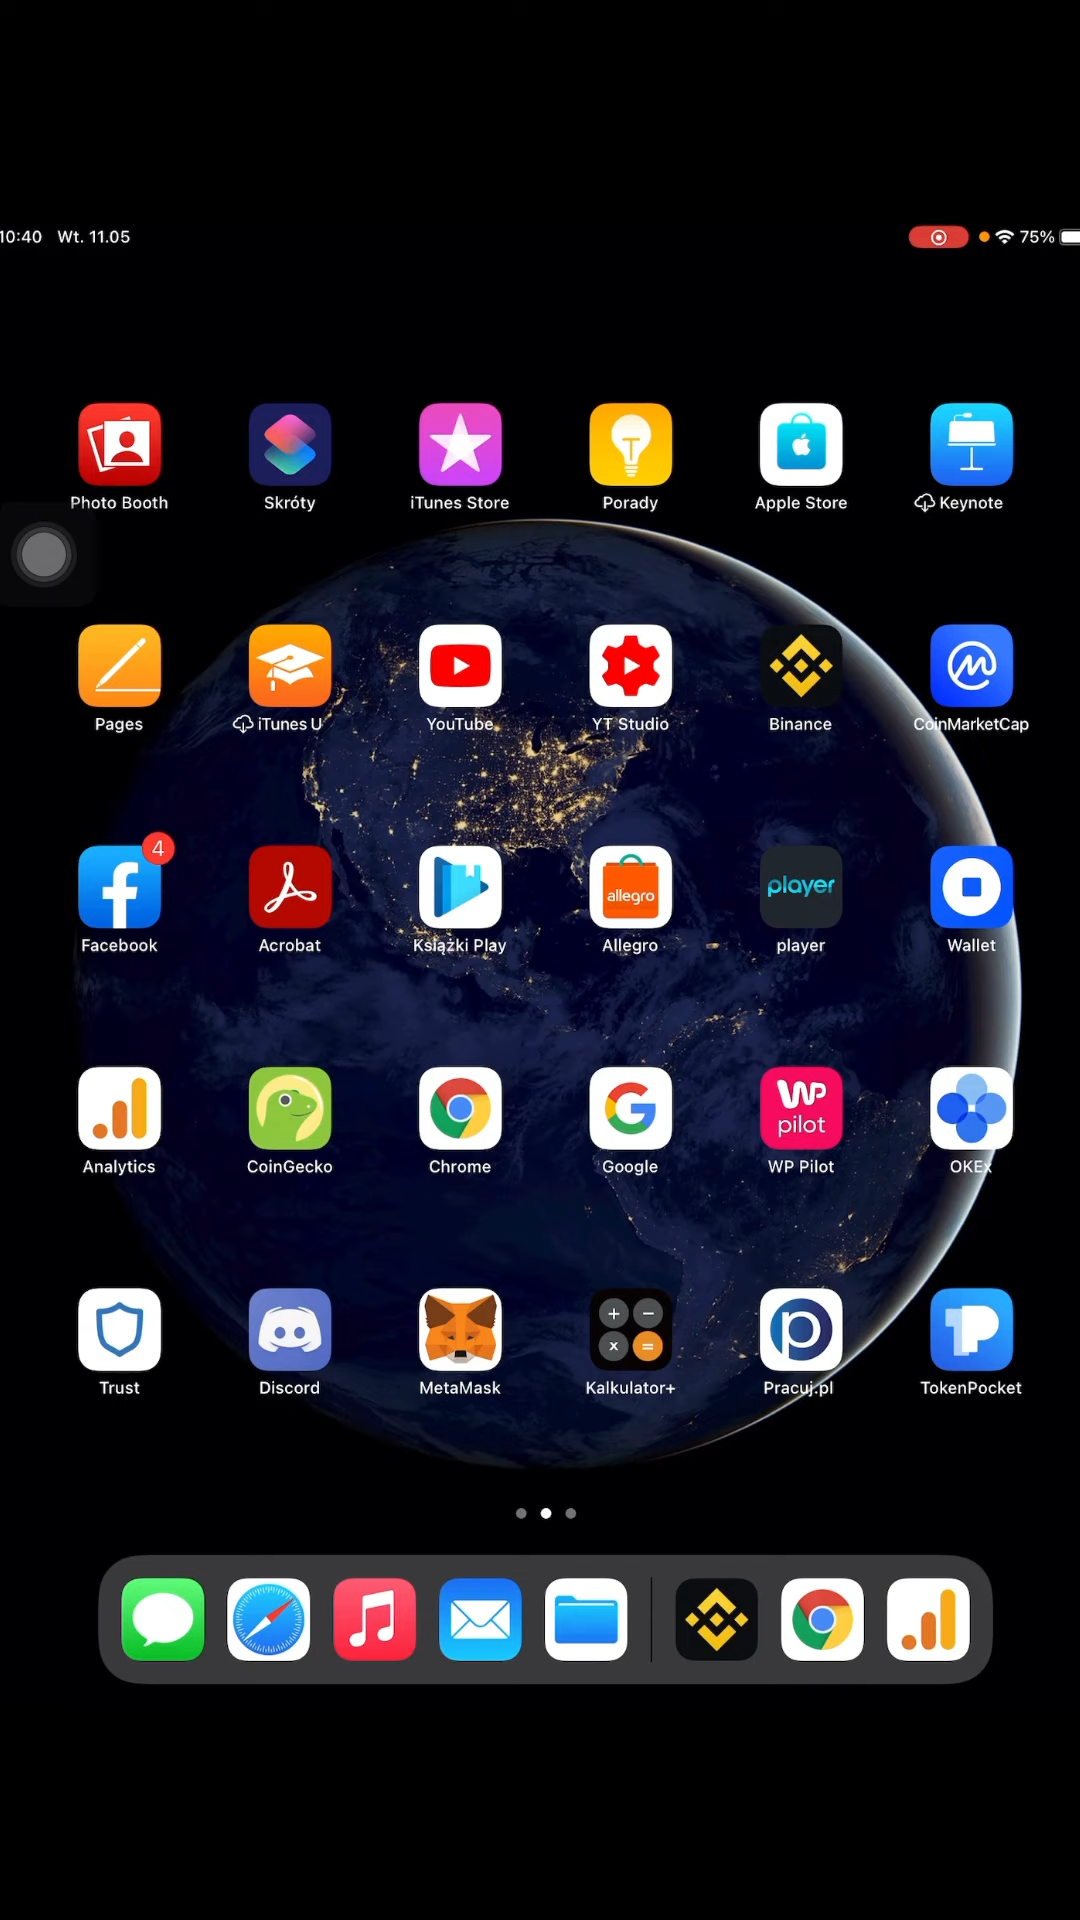 10:40 Wt. 11.05
75%
Photo Booth Skróty iTunes Store Porady Apple Store Keynote
Pages iTunes U YouTube YT Studio Binance CoinMarketCap
4
allegro
player
Facebook Acrobat Książki Play Allegro player Wallet
WP
pilot
Analytics CoinGecko Chrome Google WP Pilot OKEx
Trust Discord MetaMask Kalkulator+ Pracuj.pl TokenPocket